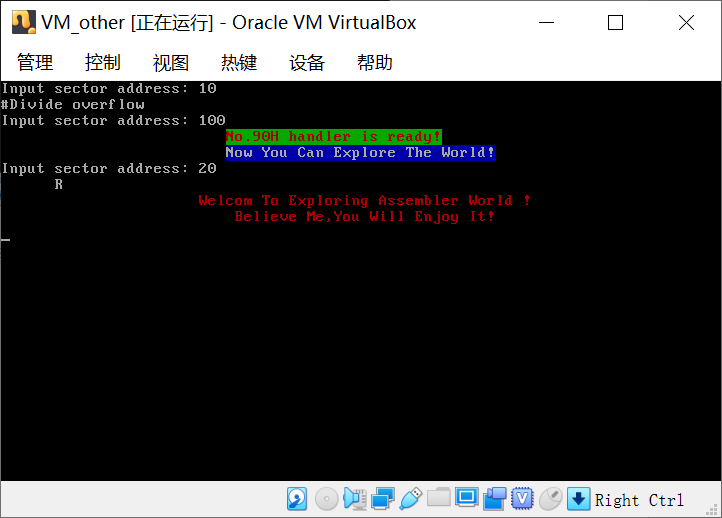 VM_other [正在运行] - Oracle VM VirtualBox
管理 控制 视图 热键 设备 帮助
Input sector address: 10
#Divide overflow
Input sector address: 100
No.90H handler is ready!
Now You Can Explore The World!
Input sector address: 20
R
Welcom To Exploring Assembler World !
Believe Me,You Will Enjoy It!
Right Ctrl